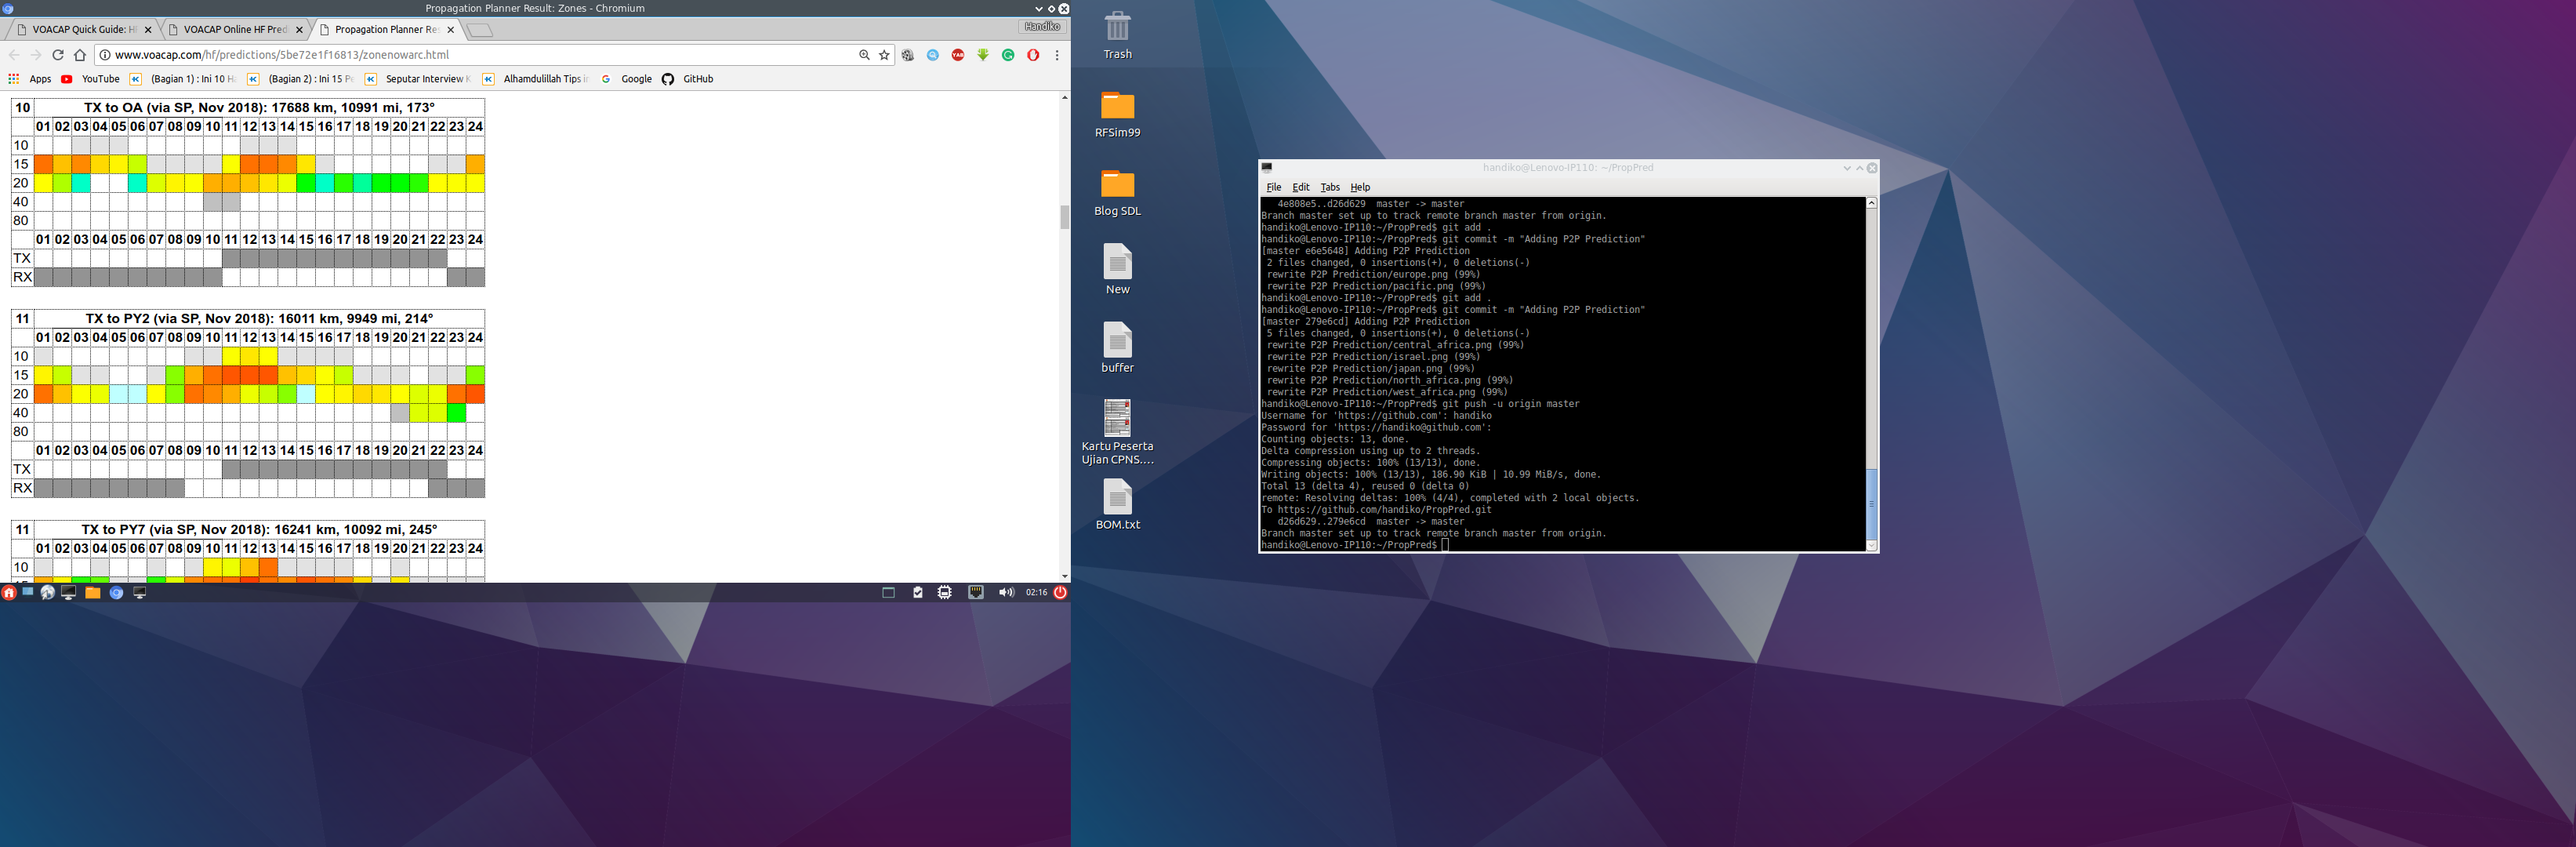 Propagation Planner Result: Zones - Chromium
VOACAP Quick Guide: H
VOACAP Online HF Pred
Propagation Planner Res
Handiko
www.voacap.com/hf/predictions/5be72e1f16813/zonenowarc.html
Apps
YouTube
(Bagian 1) : Ini 10 H
(Bagian 2) : Ini 15 P
Seputar Interview K
Alhamdulillah Tips in
Google
GitHub
10 TX to OA (via SP, Nov 2018): 17688 km, 10991 mi, 173°
01 02 03 04 05 06 07 08 09 10 11 12 13 14 15 16 17 18 19 20 21 22 23 24
10
15
20
40
80
01 02 03 04 05 06 07 08 09 10 11 12 13 14 15 16 17 18 19 20 21 22 23 24
TX
RX
11 TX to PY2 (via SP, Nov 2018): 16011 km, 9949 mi, 214°
01 02 03 04 05 06 07 08 09 10 11 12 13 14 15 16 17 18 19 20 21 22 23 24
10
15
20
40
80
01 02 03 04 05 06 07 08 09 10 11 12 13 14 15 16 17 18 19 20 21 22 23 24
TX
RX
11 TX to PY7 (via SP, Nov 2018): 16241 km, 10092 mi, 245°
01 02 03 04 05 06 07 08 09 10 11 12 13 14 15 16 17 18 19 20 21 22 23 24
10
02:16
Trash
RFSim99
Blog SDL
New
buffer
Kartu Peserta
Ujian CPNS....
BOM.txt
handiko@Lenovo-IP110: ~/PropPred
File Edit Tabs Help
4e808e5..d26d629  master -> master
Branch master set up to track remote branch master from origin.
handiko@Lenovo-IP110:~/PropPred$ git add .
handiko@Lenovo-IP110:~/PropPred$ git commit -m "Adding P2P Prediction"
[master e6e5648] Adding P2P Prediction
2 files changed, 0 insertions(+), 0 deletions(-)
rewrite P2P Prediction/europe.png (99%)
rewrite P2P Prediction/pacific.png (99%)
handiko@Lenovo-IP110:~/PropPred$ git add .
handiko@Lenovo-IP110:~/PropPred$ git commit -m "Adding P2P Prediction"
[master 279e6cd] Adding P2P Prediction
5 files changed, 0 insertions(+), 0 deletions(-)
rewrite P2P Prediction/central_africa.png (99%)
rewrite P2P Prediction/israel.png (99%)
rewrite P2P Prediction/japan.png (99%)
rewrite P2P Prediction/north_africa.png (99%)
rewrite P2P Prediction/west_africa.png (99%)
handiko@Lenovo-IP110:~/PropPred$ git push -u origin master
Username for 'https://github.com': handiko
Password for 'https://handiko@github.com':
Counting objects: 13, done.
Delta compression using up to 2 threads.
Compressing objects: 100% (13/13), done.
Writing objects: 100% (13/13), 186.90 KiB | 10.99 MiB/s, done.
Total 13 (delta 4), reused 0 (delta 0)
remote: Resolving deltas: 100% (4/4), completed with 2 local objects.
To https://github.com/handiko/PropPred.git
d26d629..279e6cd  master -> master
Branch master set up to track remote branch master from origin.
handiko@Lenovo-IP110:~/PropPred$